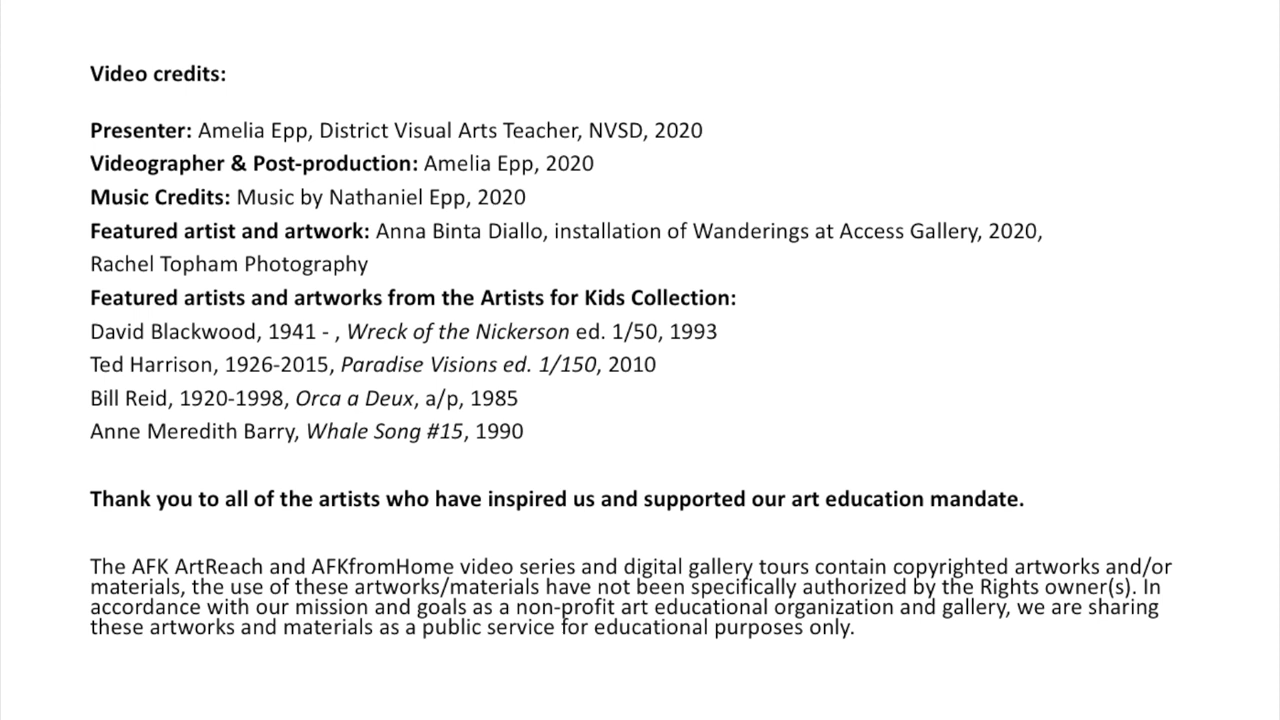 Video credits:
Presenter: Amelia Epp, District Visual Arts Teacher, NVSD, 2020
Videographer & Post-production: Amelia Epp, 2020
Music Credits: Music by Nathaniel Epp, 2020
Featured artist and artwork: Anna Binta Diallo, installation of Wanderings at Access Gallery, 2020,
Rachel Topham Photography
Featured artists and artworks from the Artists for Kids Collection:
David Blackwood, 1941 - , Wreck of the Nickerson ed. 1/50, 1993
Ted Harrison, 1926-2015, Paradise Visions ed. 1/150, 2010
Bill Reid, 1920-1998, Orca a Deux, a/p, 1985
Anne Meredith Barry, Whale Song #15, 1990
Thank you to all of the artists who have inspired us and supported our art education mandate.
The AFK ArtReach and AFKfromHome video series and digital gallery tours contain copyrighted artworks and/or
materials, the use of these artworks/materials have not been specifically authorized by the Rights owner(s). In
accordance with our mission and goals as a non-profit art educational organization and gallery, we are sharing
these artworks and materials as a public service for educational purposes only.